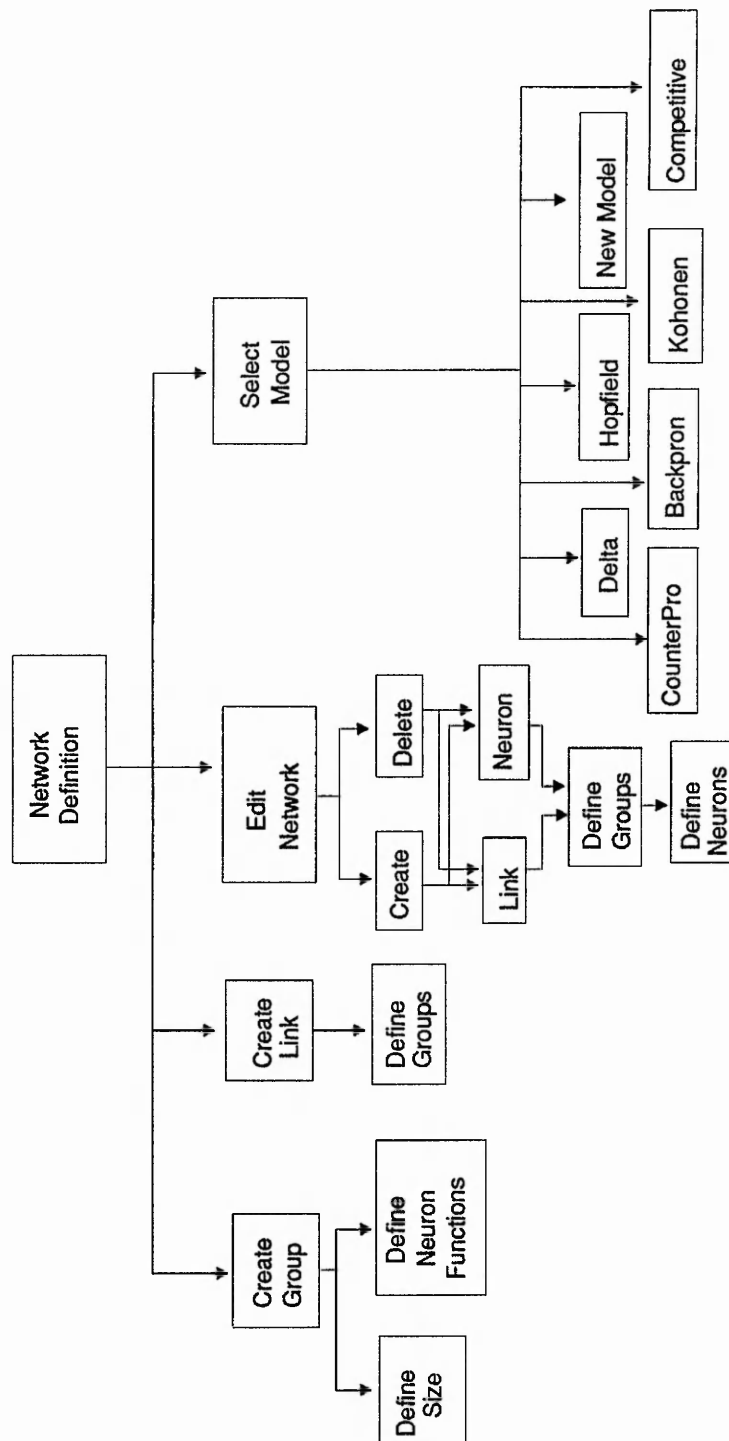 Network
Definition
Create
Group
Create
Link
Edit
Network
Select
Model
Define
Size
Define
Neuron
Functions
Define
Groups
Create
Delete
Link
Neuron
Define
Groups
Define
Neurons
CounterPro
Delta
Backpron
Hopfield
Kohonen
New Model
Competitive